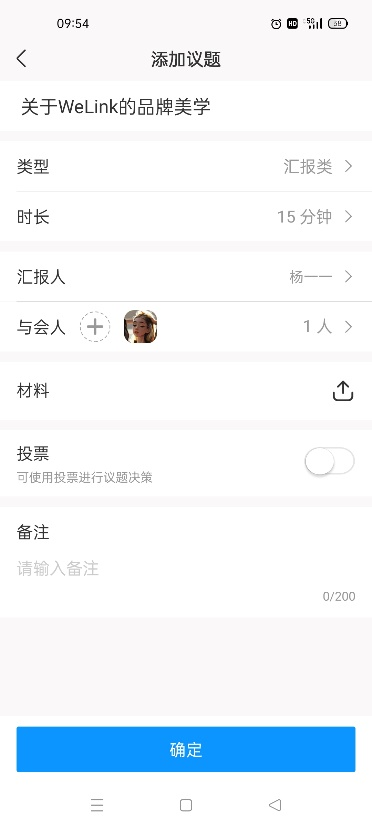 09:54
HD 5G 58
添加议题
关于WeLink的品牌美学
类型 汇报类
时长 15 分钟
汇报人 杨一一
与会人 1 人
材料
投票
可使用投票进行议题决策
备注
请输入备注
0/200
确定